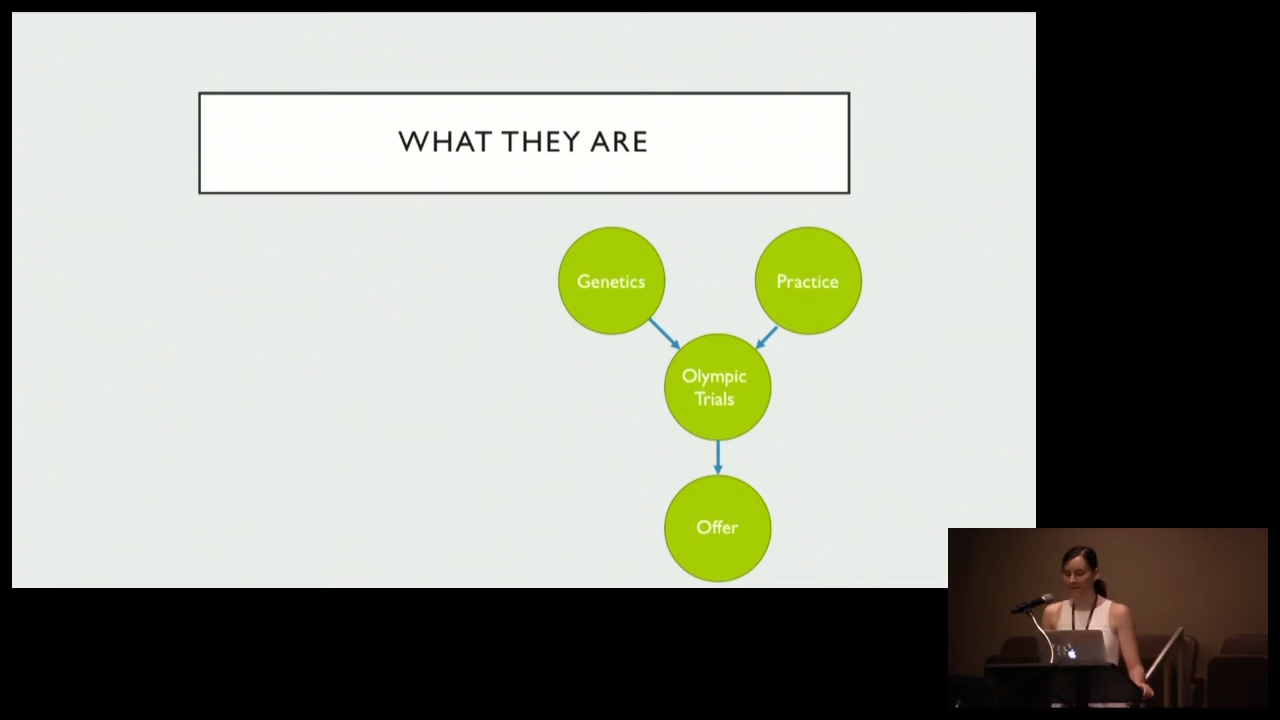 WHAT THEY ARE
Genetics
Practice
Olympic
Trials
Offer